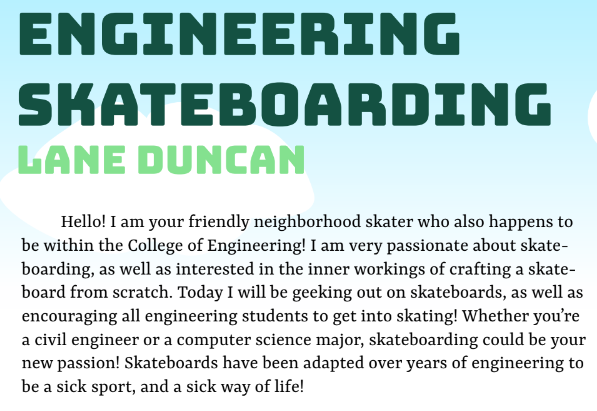 ENGINEERING
SKATEBOARDING
LANE DUNCAN
Hello! I am your friendly neighborhood skater who also happens to
be within the College of Engineering! I am very passionate about skate-
boarding, as well as interested in the inner workings of crafting a skate-
board from scratch. Today I will be geeking out on skateboards, as well as
encouraging all engineering students to get into skating! Whether you’re
a civil engineer or a computer science major, skateboarding could be your
new passion! Skateboards have been adapted over years of engineering to
be a sick sport, and a sick way of life!